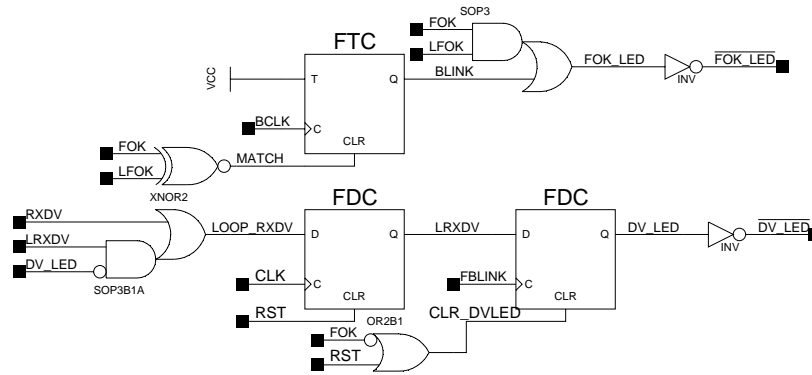 SOP3
FOK
LFOK
FTC
VCC
T
Q
BLINK
FOK_LED
INV
FOK_LED
BCLK
C
CLR
FOK
LFOK
MATCH
XNOR2
RXDV
LRXDV
DV_LED
SOP3B1A
LOOP_RXDV
FDC
D
Q
LRXDV
CLK
C
CLR
RST
FDC
D
Q
DV_LED
INV
DV_LED
FBLINK
C
CLR
CLR_DVLED
OR2B1
FOK
RST